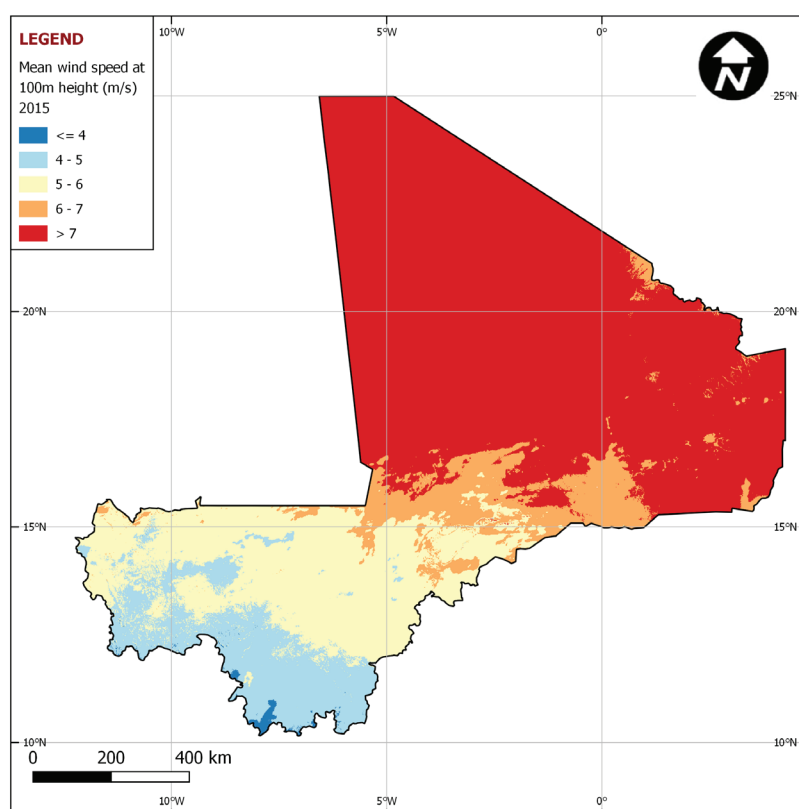 LEGEND
Mean wind speed at
100m height (m/s)
2015
<= 4
4 - 5
5 - 6
6 - 7
> 7
10°W
5°W
0°
N
25°N
20°N
20°N
15°N
15°N
10°N
10°N
0 200 400 km
10°W
5°W
0°